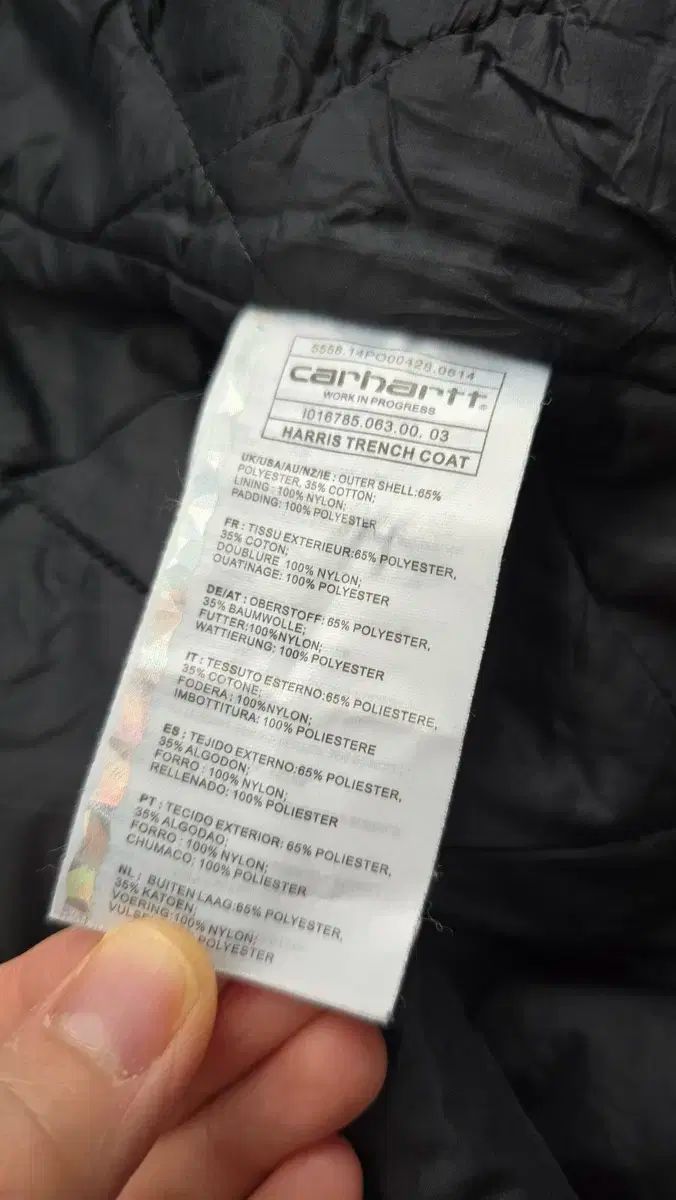 5558.14PO00429.0614
carhartt®
WORK IN PROGRESS
I016785.063.00. 03
HARRIS TRENCH COAT
UK/USA/AU/NZ/IE : OUTER SHELL:65%
POLYESTER, 35% COTTON;
LINING :100% NYLON;
PADDING: 100% POLYESTER
FR : TISSU EXTERIEUR:65% POLYESTER,
35% COTON;
DOUBLURE 100% NYLON;
OUATINAGE: 100% POLYESTER
DE/AT : OBERSTOFF: 65% POLYESTER,
35% BAUMWOLLE;
FUTTER:100%NYLON;
WATTIERUNG: 100% POLYESTER
IT : TESSUTO ESTERNO:65% POLIESTERE,
35% COTONE;
FODERA : 100%NYLON;
IMBOTTITURA: 100% POLIESTERE
ES : TEJIDO EXTERNO:65% POLIESTER,
35% ALGODON;
FORRO : 100% NYLON;
RELLENADO: 100% POLIESTER
PT : TECIDO EXTERIOR: 65% POLYESTER,
35% ALGODAO;
FORRO : 100% NYLON;
CHUMACO: 100% POLIESTER
NL : BUITEN LAAG:65% POLYESTER,
35% KATOEN
VOERING:100% NYLON;
POLYESTER